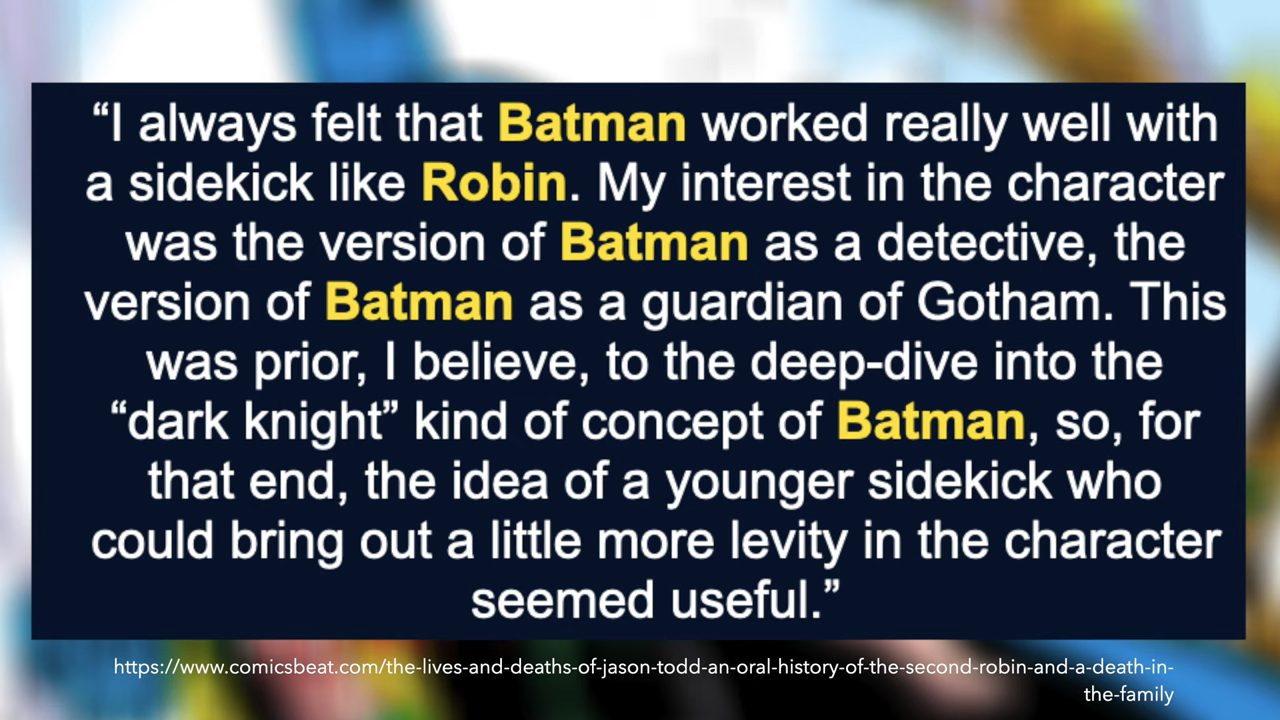 “I always felt that Batman worked really well with
a sidekick like Robin. My interest in the character
was the version of Batman as a detective, the
version of Batman as a guardian of Gotham. This
was prior, I believe, to the deep-dive into the
“dark knight” kind of concept of Batman, so, for
that end, the idea of a younger sidekick who
could bring out a little more levity in the character
seemed useful.”
https://www.comicsbeat.com/the-lives-and-deaths-of-jason-todd-an-oral-history-of-the-second-robin-and-a-death-in-
the-family